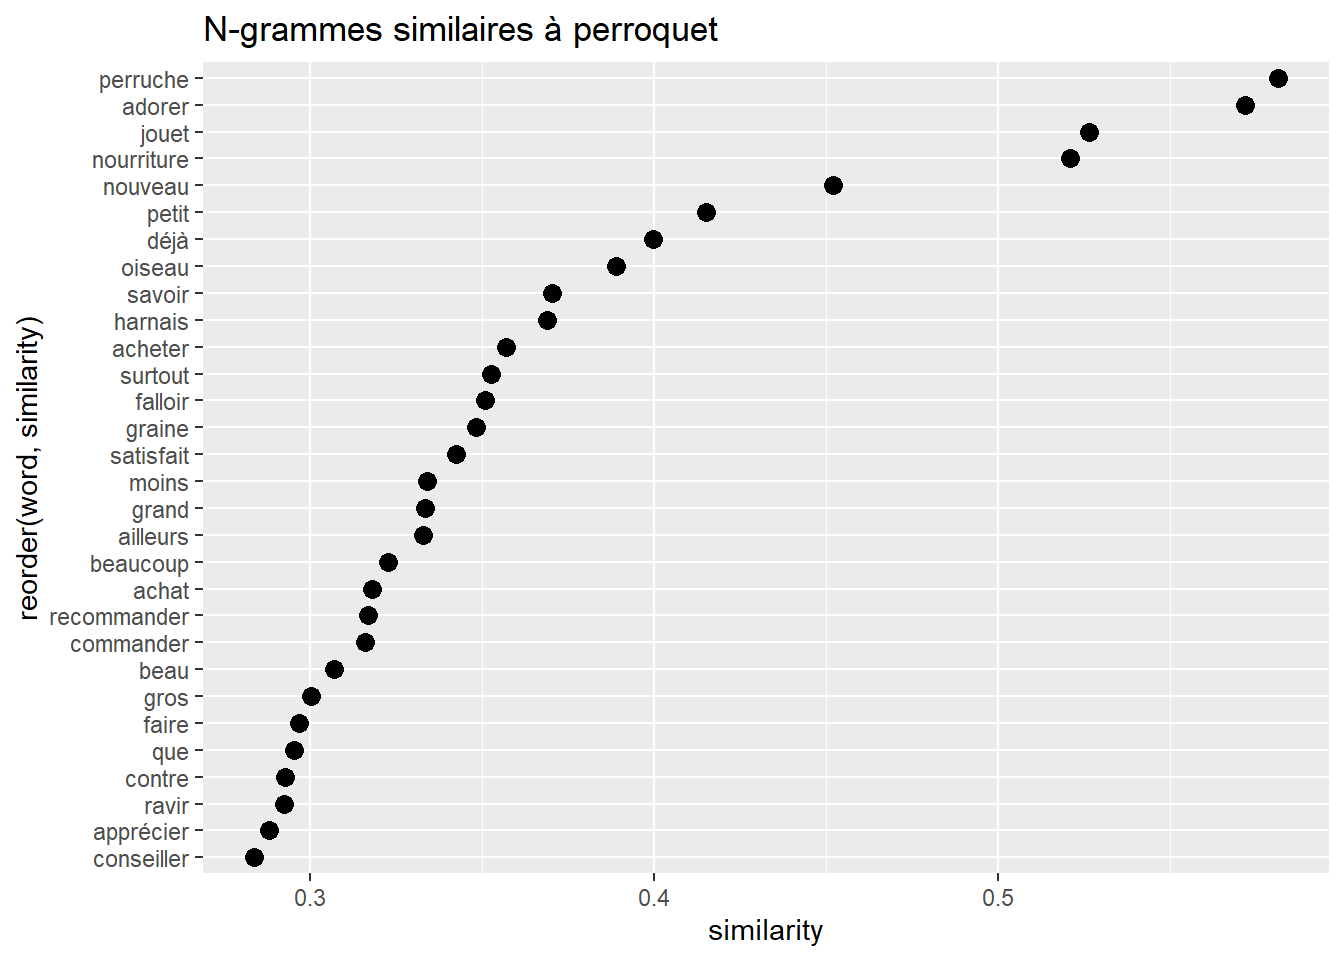 N-grammes similaires à perroquet
perruche
adorer
jouet
nourriture
nouveau
petit
déjà
oiseau
savoir
harnais
acheter
surtout
falloir
graine
satisfait
moins
grand
ailleurs
beaucoup
achat
recommander
commander
beau
gros
faire
que
contre
ravir
apprécier
conseiller
reorder(word, similarity)
0.3 0.4 0.5
similarity